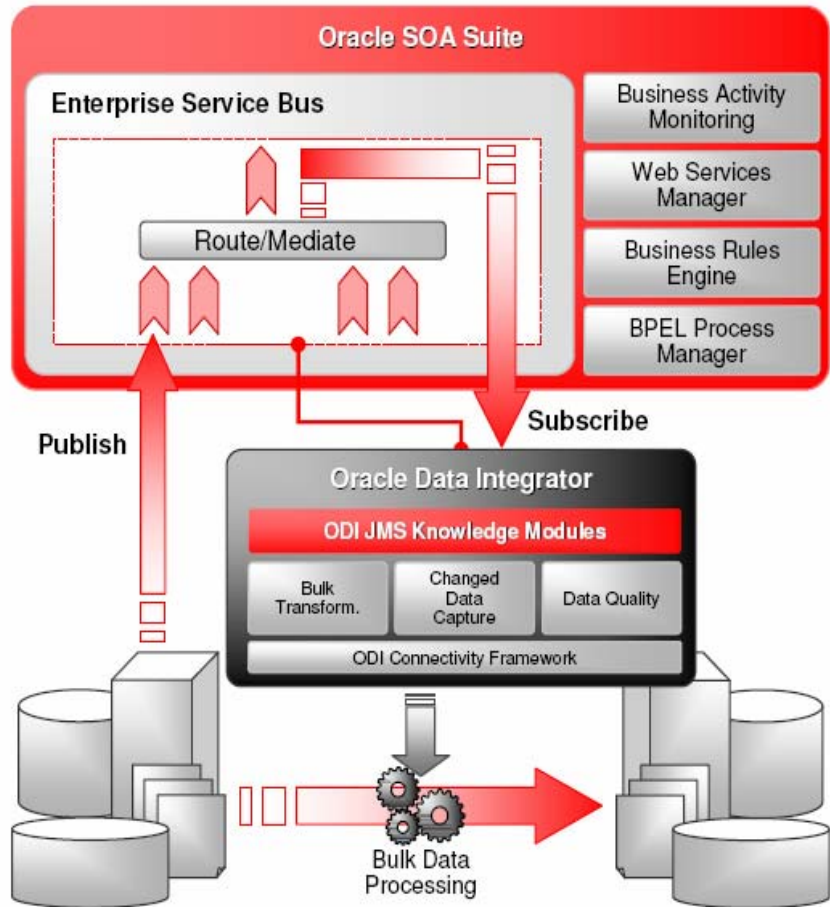 Oracle SOA Suite
Enterprise Service Bus
Route/Mediate
Business Activity
Monitoring
Web Services
Manager
Business Rules
Engine
BPEL Process
Manager
Publish
Subscribe
Oracle Data Integrator
ODI JMS Knowledge Modules
Bulk
Transform.
Changed
Data
Capture
Data Quality
ODI Connectivity Framework
Bulk Data
Processing